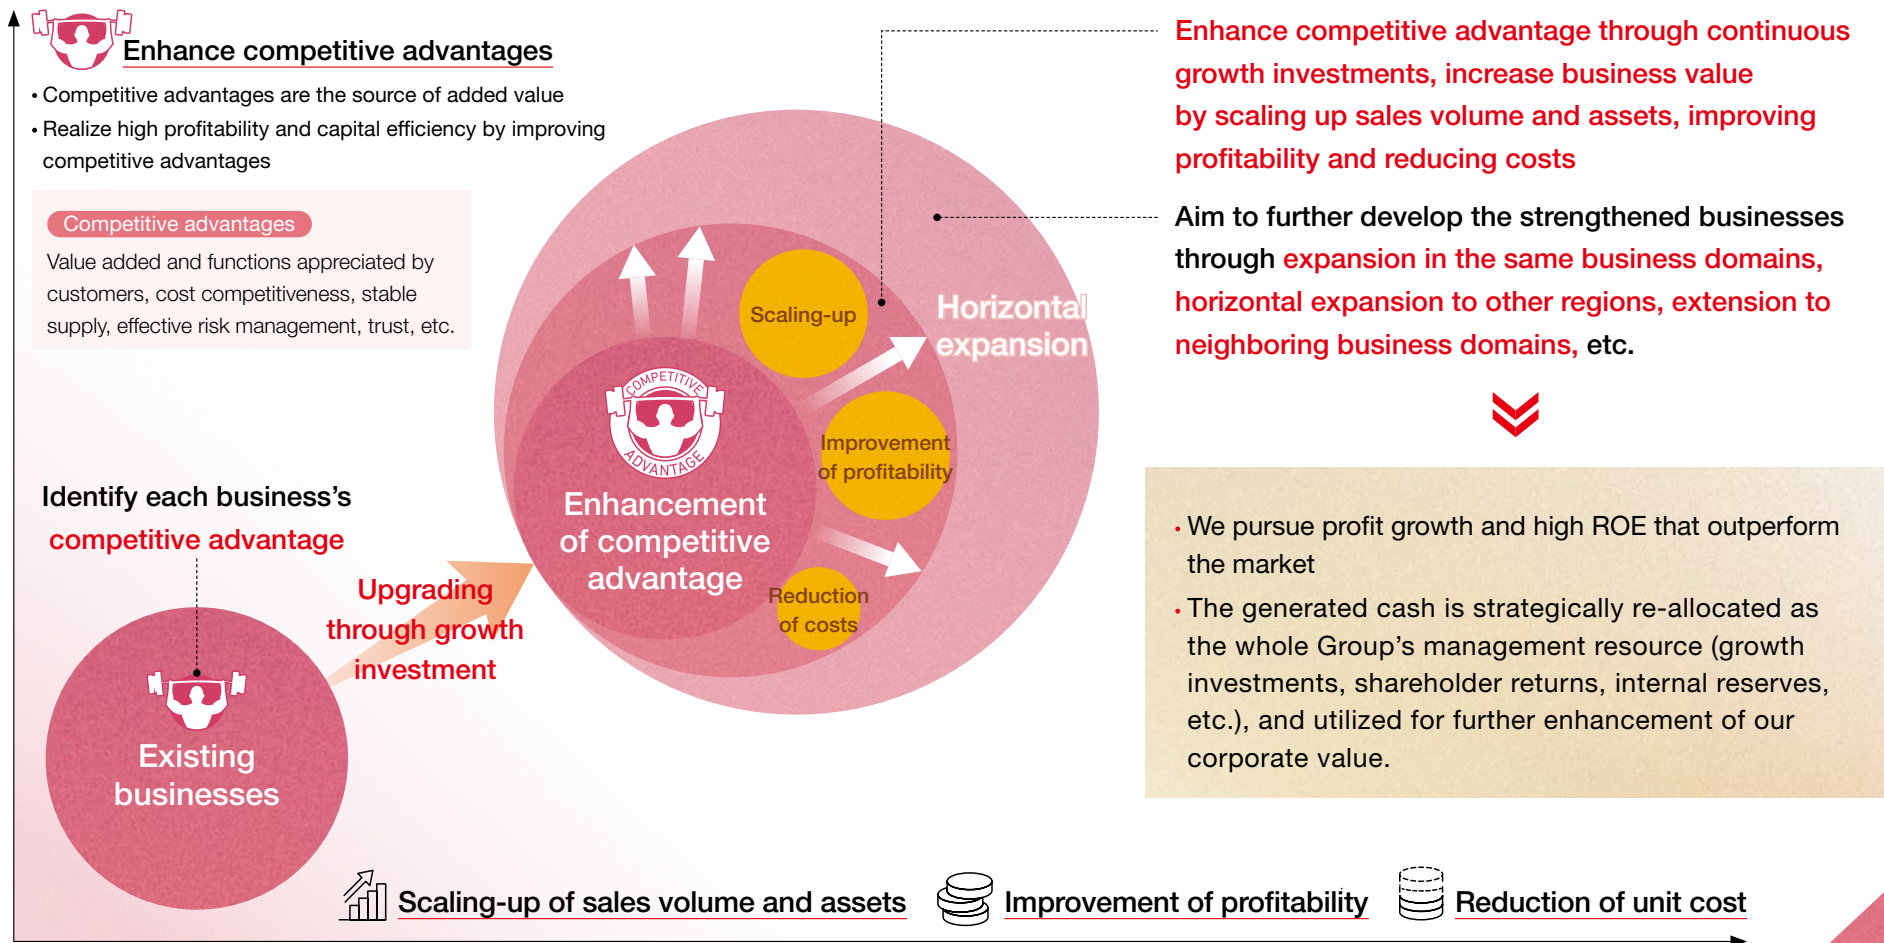 Enhance competitive advantages
• Competitive advantages are the source of added value
• Realize high profitability and capital efficiency by improving
competitive advantages
Competitive advantages
Value added and functions appreciated by
customers, cost competitiveness, stable
supply, effective risk management, trust, etc.
Identify each business's
competitive advantage
Existing
businesses
Upgrading
through growth
investment
COMPETITIVE
ADVANTAGE
Enhancement
of competitive
advantage
Scaling-up
Improvement
of profitability
Reduction
of costs
Horizontal
expansion
Enhance competitive advantage through continuous
growth investments, increase business value
by scaling up sales volume and assets, improving
profitability and reducing costs
Aim to further develop the strengthened businesses
through expansion in the same business domains,
horizontal expansion to other regions, extension to
neighboring business domains, etc.
• We pursue profit growth and high ROE that outperform
the market
• The generated cash is strategically re-allocated as
the whole Group's management resource (growth
investments, shareholder returns, internal reserves,
etc.), and utilized for further enhancement of our
corporate value.
Scaling-up of sales volume and assets
Improvement of profitability
Reduction of unit cost